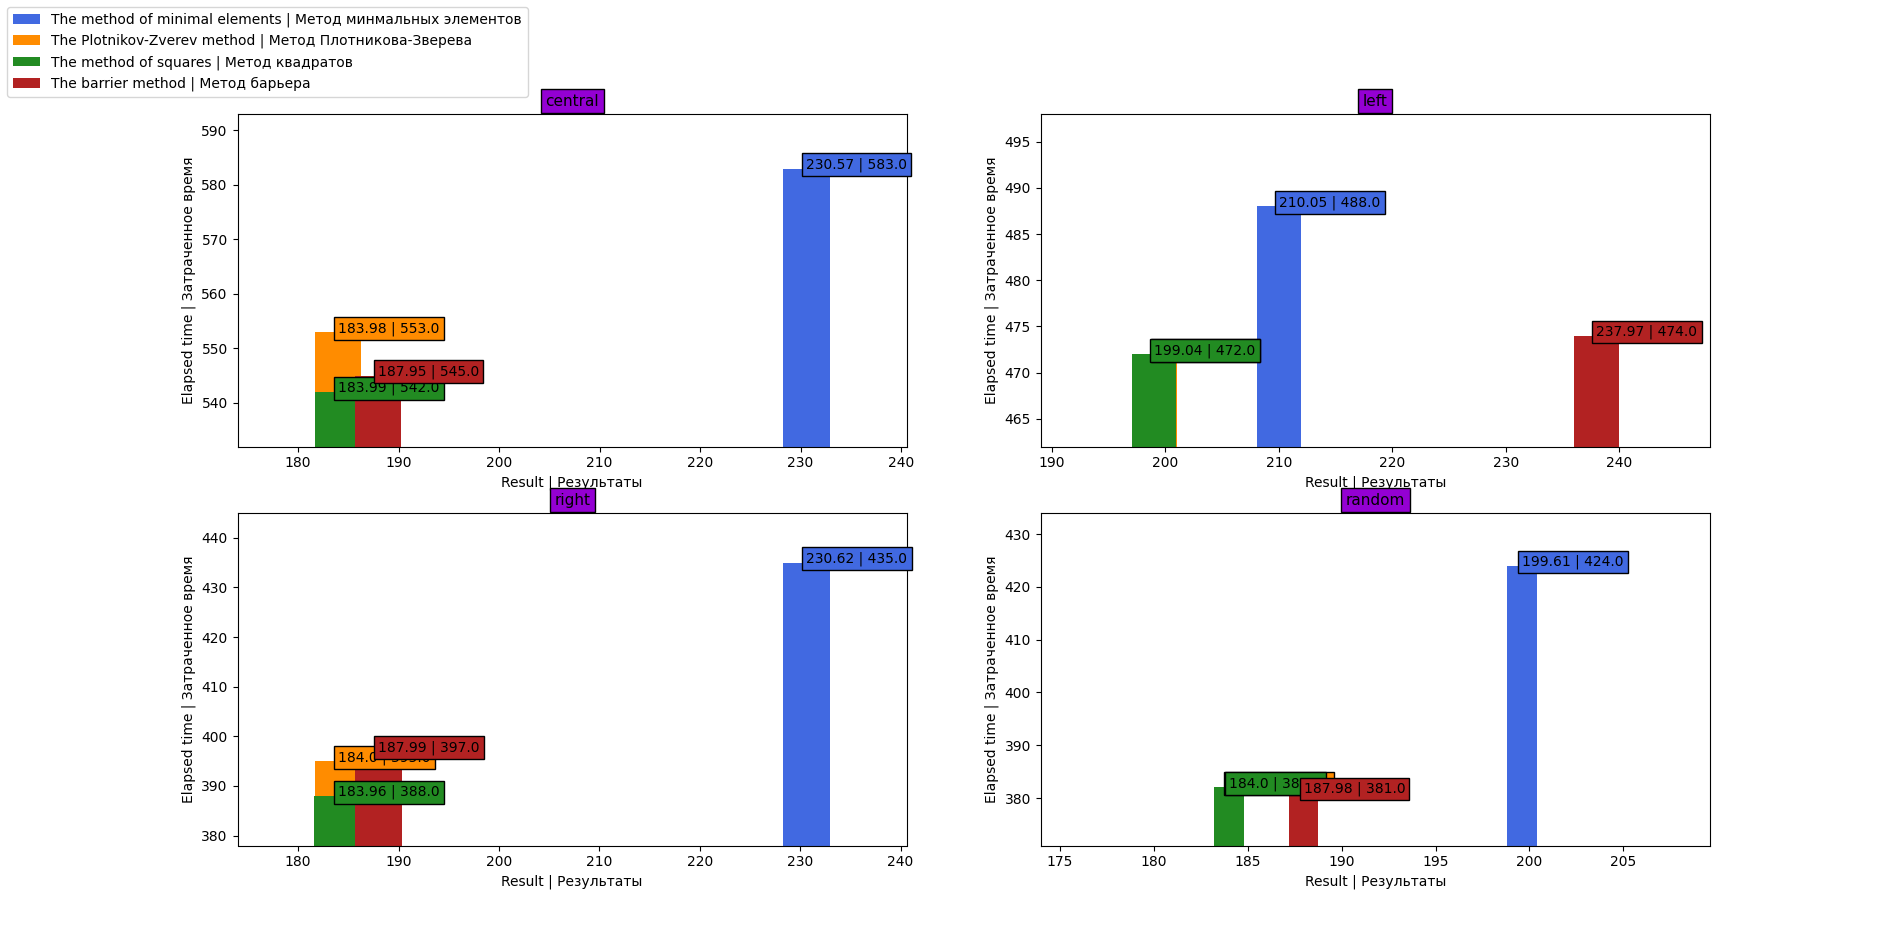 The method of minimal elements | Метод минмальных элементов
The Plotnikov-Zverev method | Метод Плотникова-Зверева
The method of squares | Метод квадратов
The barrier method | Метод барьера
central
590
580
570
560
550
540
Elapsed time | Затраченное время
230.57 | 583.0
183.98 | 553.0
187.95 | 545.0
183.99 | 542.0
180 190 200 210 220 230 240
Result | Результаты
left
495
490
485
480
475
470
465
Elapsed time | Затраченное время
210.05 | 488.0
237.97 | 474.0
199.04 | 472.0
190 200 210 220 230 240
Result | Результаты
right
440
430
420
410
400
390
380
Elapsed time | Затраченное время
230.62 | 435.0
187.99 | 397.0
183.96 | 388.0
180 190 200 210 220 230 240
Result | Результаты
random
430
420
410
400
390
380
Elapsed time | Затраченное время
199.61 | 424.0
184.0 |
187.98 | 381.0
175 180 185 190 195 200 205
Result | Результаты